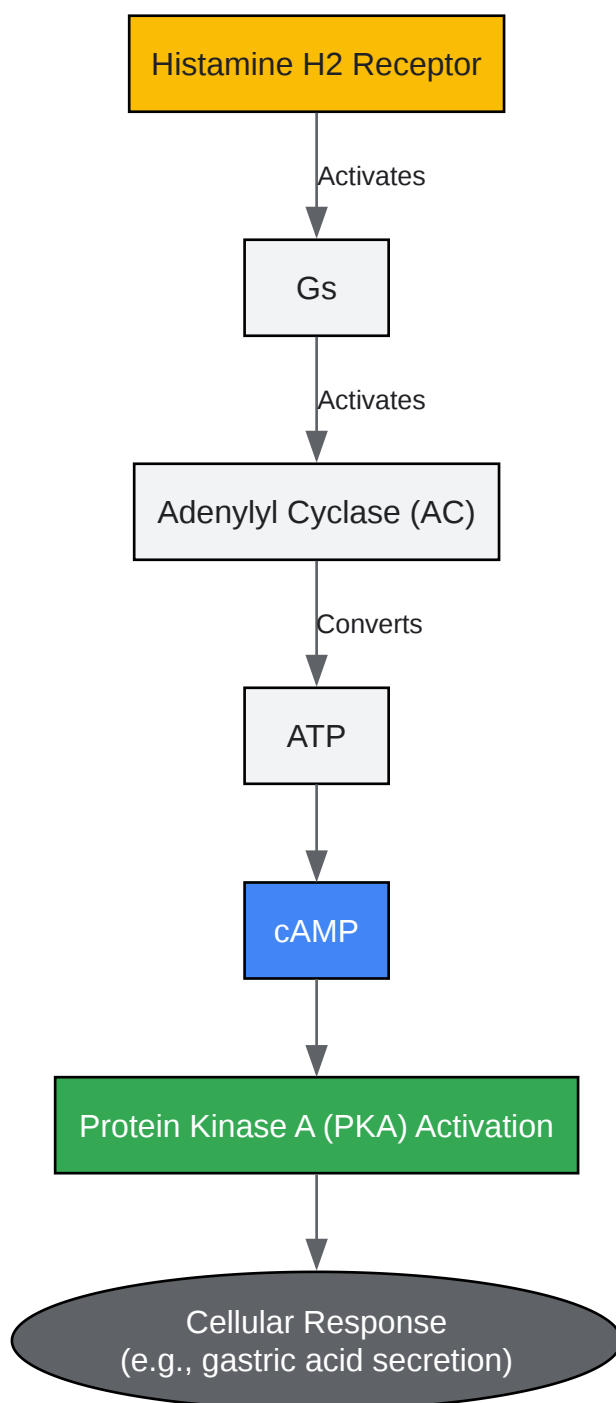 Histamine H2 Receptor
Activates
Gs
Activates
Adenylyl Cyclase (AC)
Converts
ATP
cAMP
Protein Kinase A (PKA) Activation
Cellular Response
(e.g., gastric acid secretion)